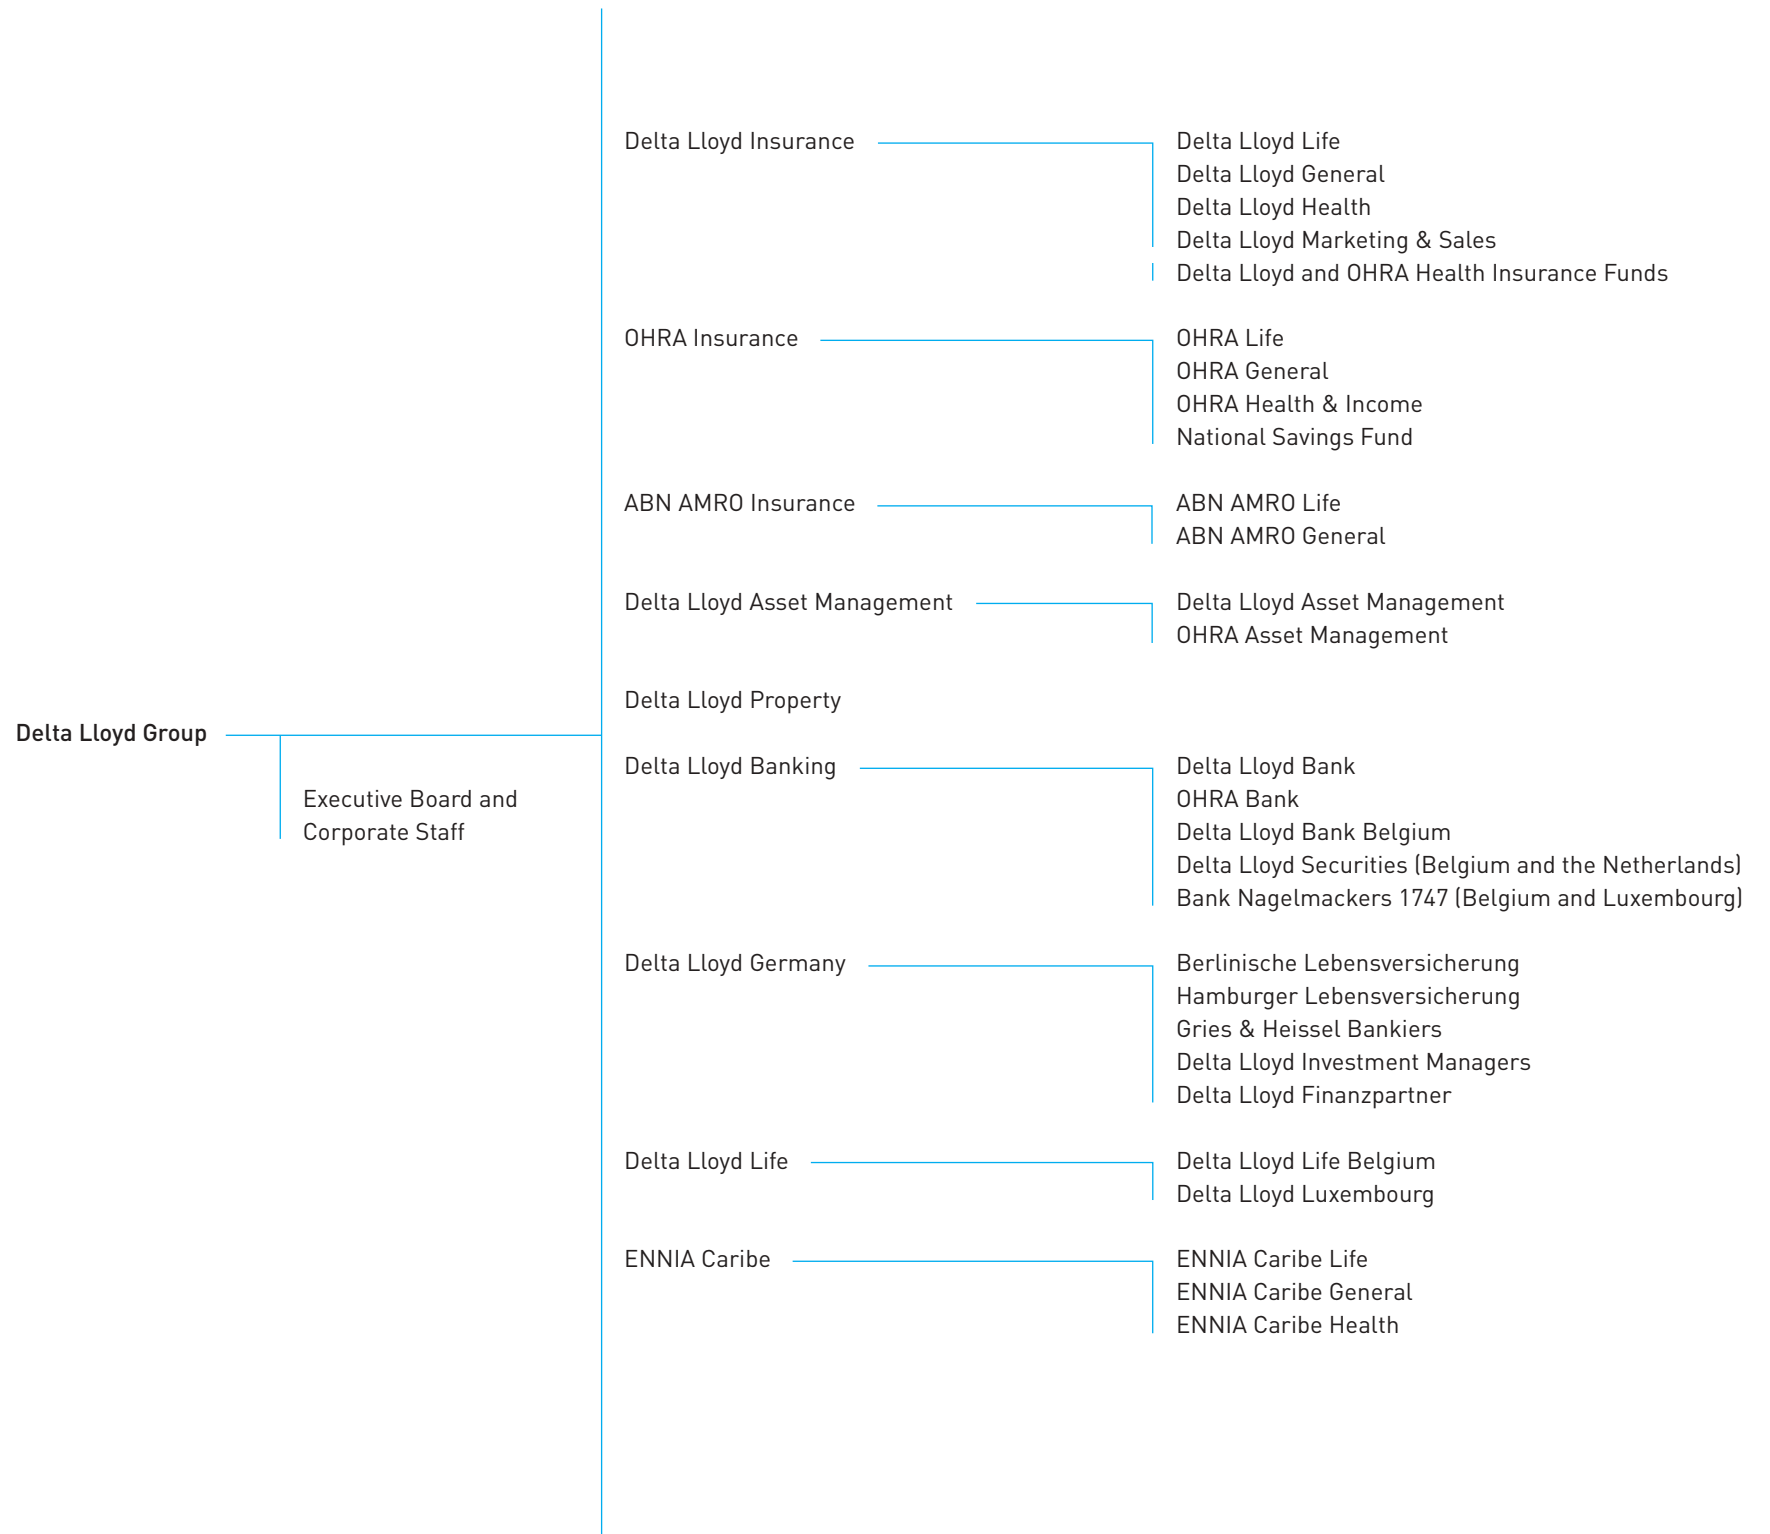 Delta Lloyd Group
Executive Board and
Corporate Staff
Delta Lloyd Insurance
Delta Lloyd Life
Delta Lloyd General
Delta Lloyd Health
Delta Lloyd Marketing & Sales
Delta Lloyd and OHRA Health Insurance Funds
OHRA Insurance
OHRA Life
OHRA General
OHRA Health & Income
National Savings Fund
ABN AMRO Insurance
ABN AMRO Life
ABN AMRO General
Delta Lloyd Asset Management
Delta Lloyd Asset Management
OHRA Asset Management
Delta Lloyd Property
Delta Lloyd Banking
Delta Lloyd Bank
OHRA Bank
Delta Lloyd Bank Belgium
Delta Lloyd Securities (Belgium and the Netherlands)
Bank Nagelmackers 1747 (Belgium and Luxembourg)
Delta Lloyd Germany
Berlinische Lebensversicherung
Hamburger Lebensversicherung
Gries & Heissel Bankiers
Delta Lloyd Investment Managers
Delta Lloyd Finanzpartner
Delta Lloyd Life
Delta Lloyd Life Belgium
Delta Lloyd Luxembourg
ENNIA Caribe
ENNIA Caribe Life
ENNIA Caribe General
ENNIA Caribe Health